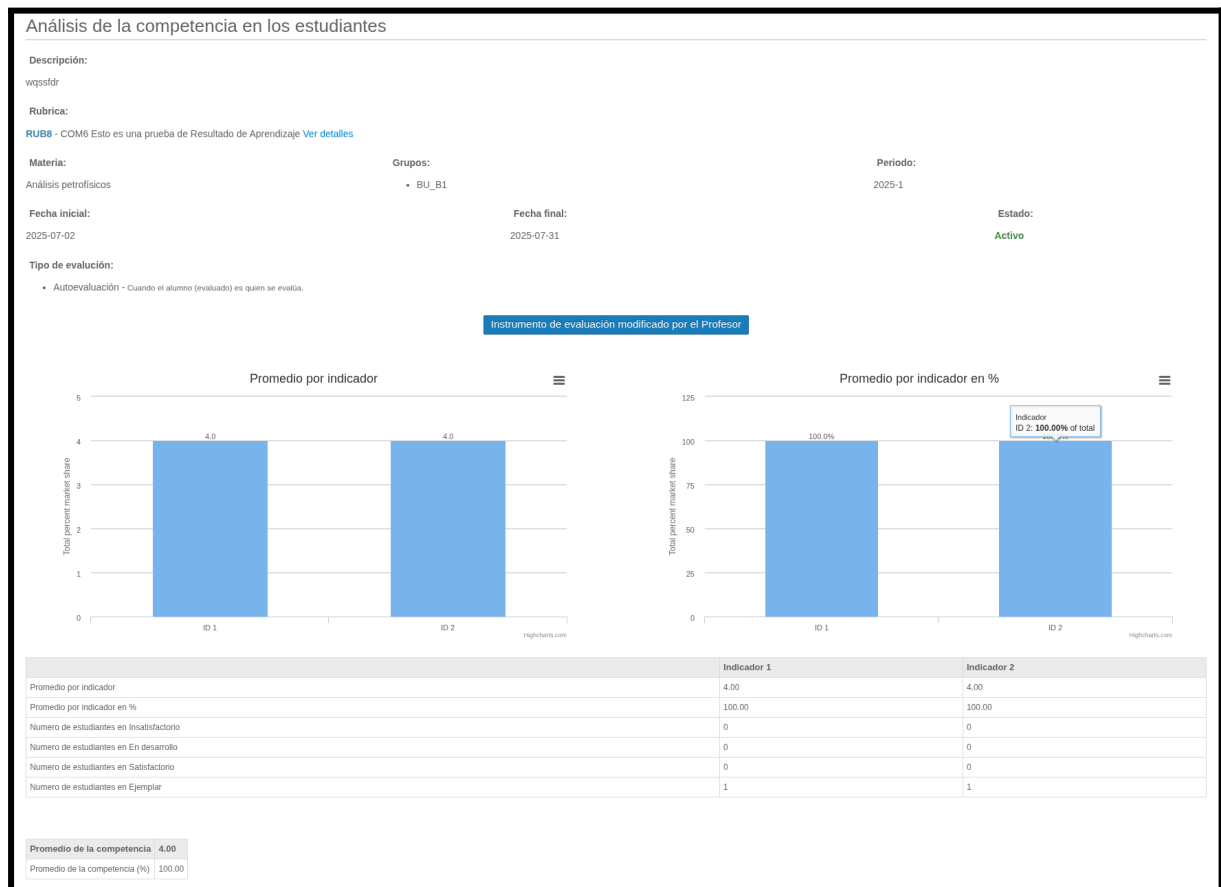 Análisis de la competencia en los estudiantes
Descripción:
wqssfdr
Rubrica:
RUB8 - COM6 Esto es una prueba de Resultado de Aprendizaje Ver detalles
Materia: Grupos: Periodo:
Análisis petrofísicos • BU_B1 2025-1
Fecha inicial: Fecha final: Estado:
2025-07-02 2025-07-31 Activo
Tipo de evalución:
• Autoevaluación - Cuando el alumno (evaluado) es quien se evalúa.
Instrumento de evaluación modificado por el Profesor
Promedio por indicador
Total percent market share
5
4
3
2
1
0
4.0 4.0
ID 1 ID 2
Highcharts.com
Promedio por indicador en %
Total percent market share
125
100
75
50
25
0
Indicador
ID 2: 100.00% of total
100.0%
ID 1 ID 2
Highcharts.com
Indicador 1 Indicador 2
Promedio por indicador 4.00 4.00
Promedio por indicador en % 100.00 100.00
Numero de estudiantes en Insatisfactorio 0 0
Numero de estudiantes en En desarrollo 0 0
Numero de estudiantes en Satisfactorio 0 0
Numero de estudiantes en Ejemplar 1 1
Promedio de la competencia 4.00
Promedio de la competencia (%) 100.00